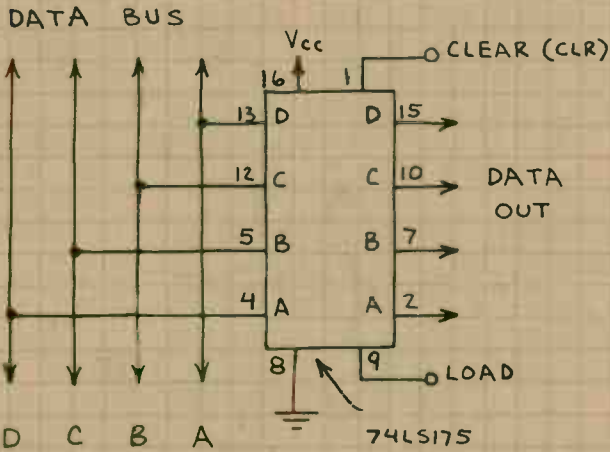 DATA BUS
Vcc
CLEAR (CLR)
16 1
13 D D 15
12 C C 10 DATA
OUT
5 B B 7
4 A A 2
8 9
LOAD
D C B A
74LS175